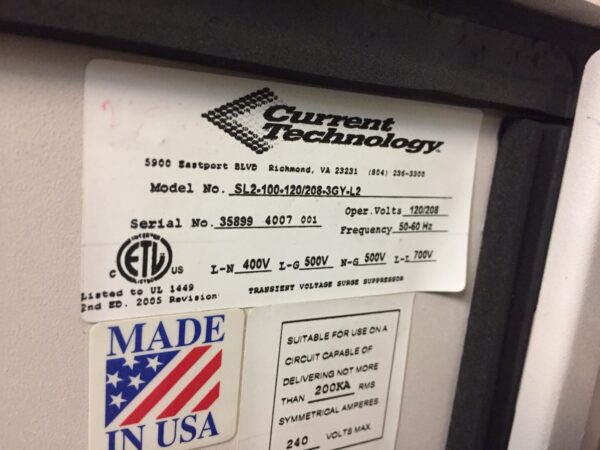 Current
Technology
5900 Eastport BLVD Richmond, VA 23231 (804) 236-3300
Model No. SL2-100-120/208-3GY-L2
Serial No. 35899 4007 001
Oper.Volts 120/208
Frequency 50-60 Hz
C ETL US
L-N 400V L-G 500V N-G 500V L-L 700V
Listed to UL 1449
2nd ED. 2005 Revision
TRANSIENT VOLTAGE SURGE SUPPRESSOR
MADE
IN USA
SUITABLE FOR USE ON A
CIRCUIT CAPABLE OF
DELIVERING NOT MORE
THAN 200KA RMS
SYMMETRICAL AMPERES
240 VOLTS MAX